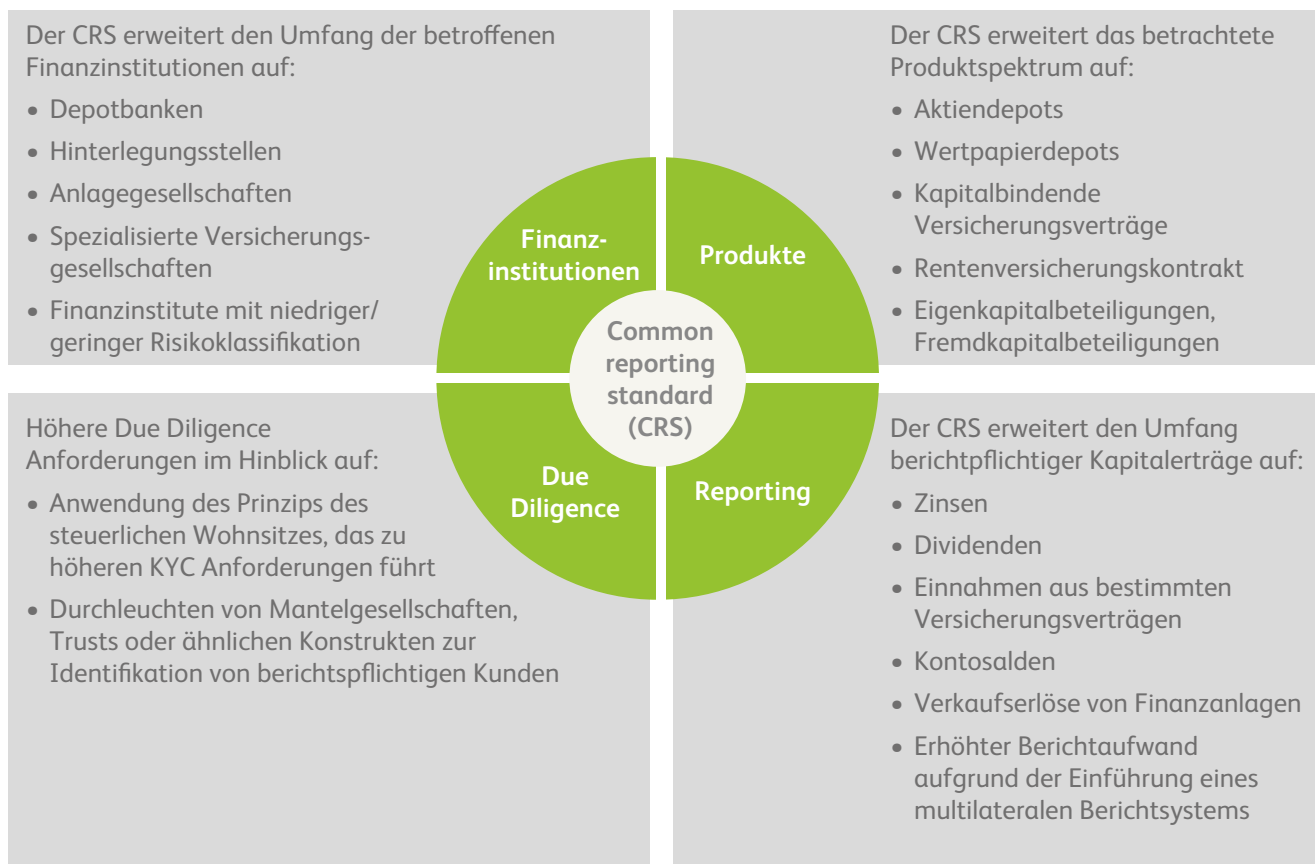 Der CRS erweitert den Umfang der betroffenen
Finanzinstitutionen auf:
• Depotbanken
• Hinterlegungsstellen
• Anlagegesellschaften
• Spezialisierte Versicherungs-
gesellschaften
• Finanzinstitute mit niedriger/
geringer Risikoklassifikation
Der CRS erweitert das betrachtete
Produktspektrum auf:
• Aktiendepots
• Wertpapierdepots
• Kapitalbindende
Versicherungsverträge
• Rentenversicherungskontrakt
• Eigenkapitalbeteiligungen,
Fremdkapitalbeteiligungen
Finanz-
institutionen
Produkte
Common
reporting
standard
(CRS)
Due
Diligence
Reporting
Höhere Due Diligence
Anforderungen im Hinblick auf:
• Anwendung des Prinzips des
steuerlichen Wohnsitzes, das zu
höheren KYC Anforderungen führt
• Durchleuchten von Mantelgesellschaften,
Trusts oder ähnlichen Konstrukten zur
Identifikation von berichtspflichtigen Kunden
Der CRS erweitert den Umfang
berichtpflichtiger Kapitalerträge auf:
• Zinsen
• Dividenden
• Einnahmen aus bestimmten
Versicherungsverträgen
• Kontosalden
• Verkaufserlöse von Finanzanlagen
• Erhöhter Berichtaufwand
aufgrund der Einführung eines
multilateralen Berichtsystems